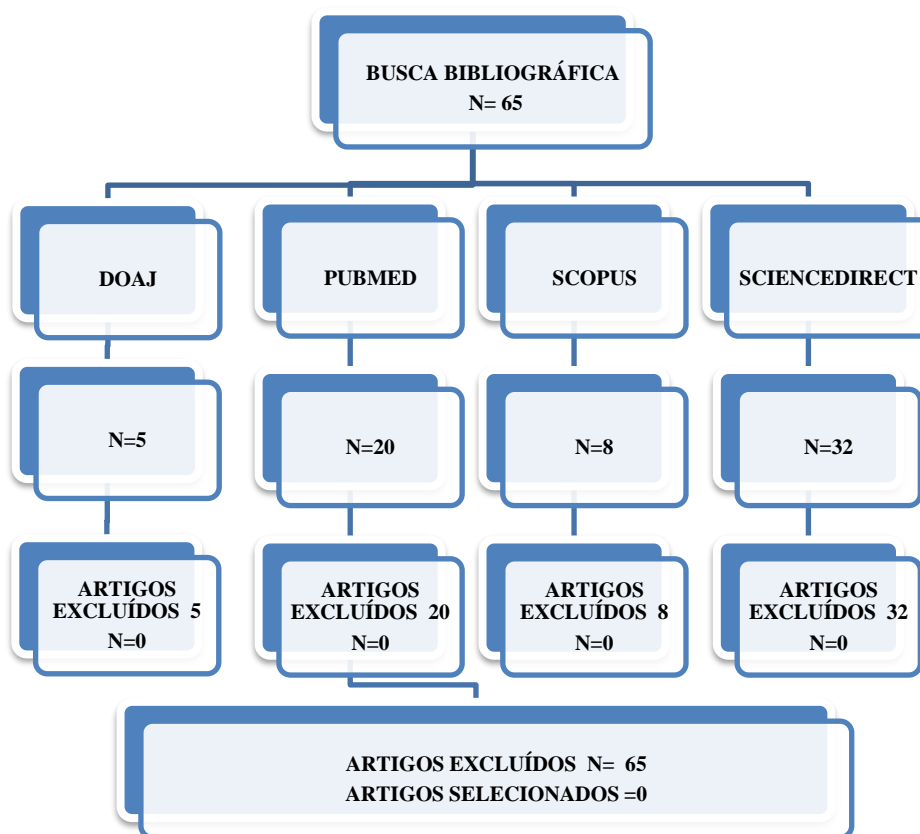 BUSCA BIBLIOGRÁFICA
N= 65
DOAJ
PUBMED
SCOPUS
SCIENCEDIRECT
N=5
N=20
N=8
N=32
ARTIGOS
EXCLUÍDOS 5
N=0
ARTIGOS
EXCLUÍDOS 20
N=0
ARTIGOS
EXCLUÍDOS 8
N=0
ARTIGOS
EXCLUÍDOS 32
N=0
ARTIGOS EXCLUÍDOS N= 65
ARTIGOS SELECIONADOS =0